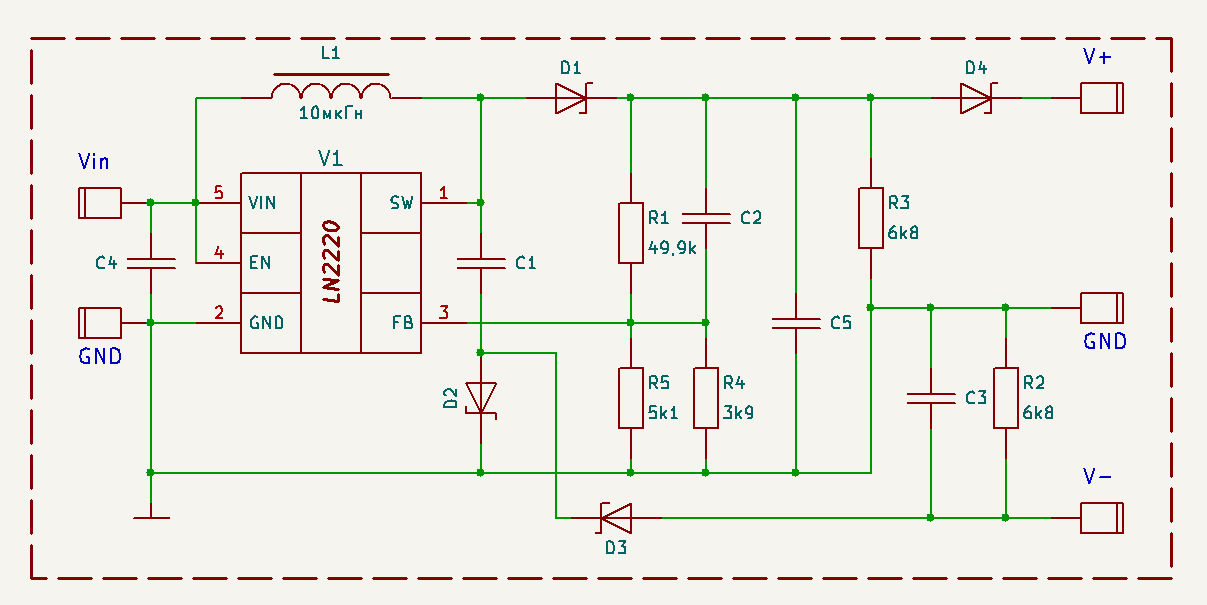 L1
D1
D4
V+
10мкГн
Vin
V1
5
VIN
SW
1
R1
49,9k
C2
R3
6k8
LN2220
C4
4
EN
C1
2
GND
FB
3
C5
GND
GND
D2
R5
5k1
R4
3k9
C3
R2
6k8
V-
D3